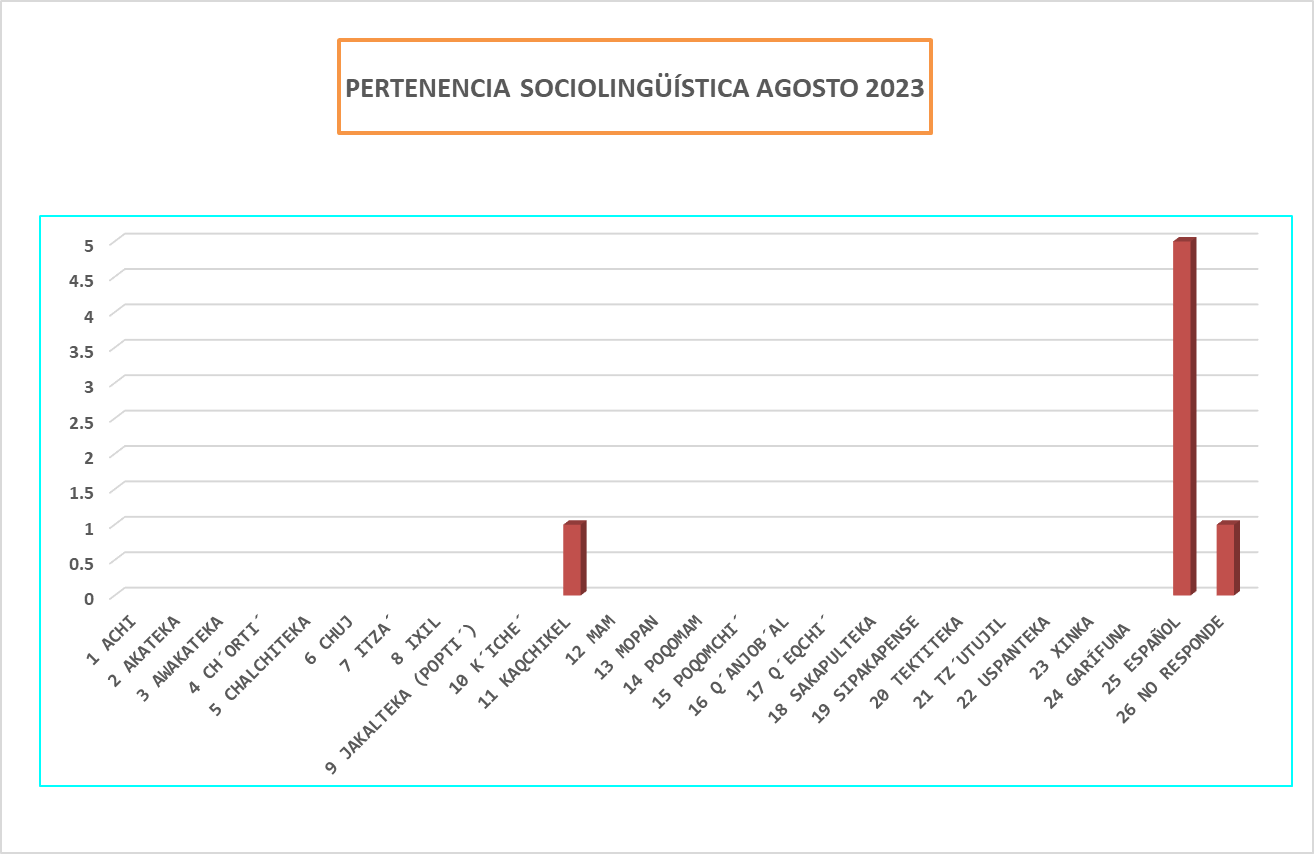 PERTENENCIA SOCIOLINGÜÍSTICA AGOSTO 2023
5
4.5
4
3.5
3
2.5
2
1.5
1
0.5
0
1 ACHI
2 AKATEKA
3 AWAKATEKA
4 CH´ORTI´
5 CHALCHITEKA
6 CHUJ
7 ITZA´
8 IXIL
9 JAKALTEKA (POPTI´)
10 K´ICHE´
11 KAQCHIKEL
12 MAM
13 MOPAN
14 POQOMAM
15 POQOMCHI´
16 Q´ANJOB´AL
17 Q´EQCHI´
18 SAKAPULTEKA
19 SIPAKAPENSE
20 TEKTITEKA
21 TZ´UTUJIL
22 USPANTEKA
23 XINKA
24 GARÍFUNA
25 ESPAÑOL
26 NO RESPONDE